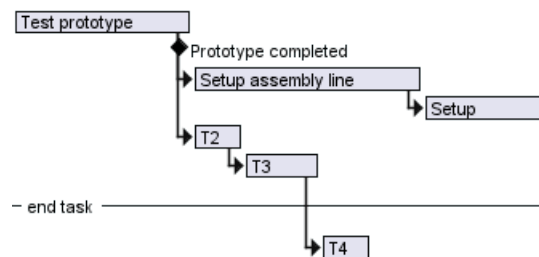 Test prototype
Prototype completed
Setup assembly line
Setup
T2
T3
end task
T4